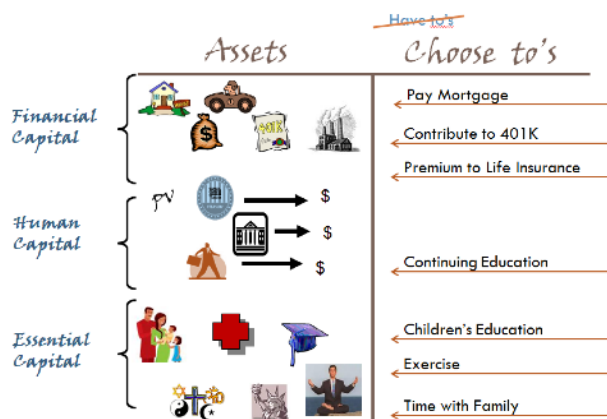 Have to's
Assets
Choose to's
Financial
Capital
Pay Mortgage
401K
$
Contribute to 401K
Premium to Life Insurance
Human
Capital
pv
$
$
$
Continuing Education
Essential
Capital
Children's Education
Exercise
Time with Family